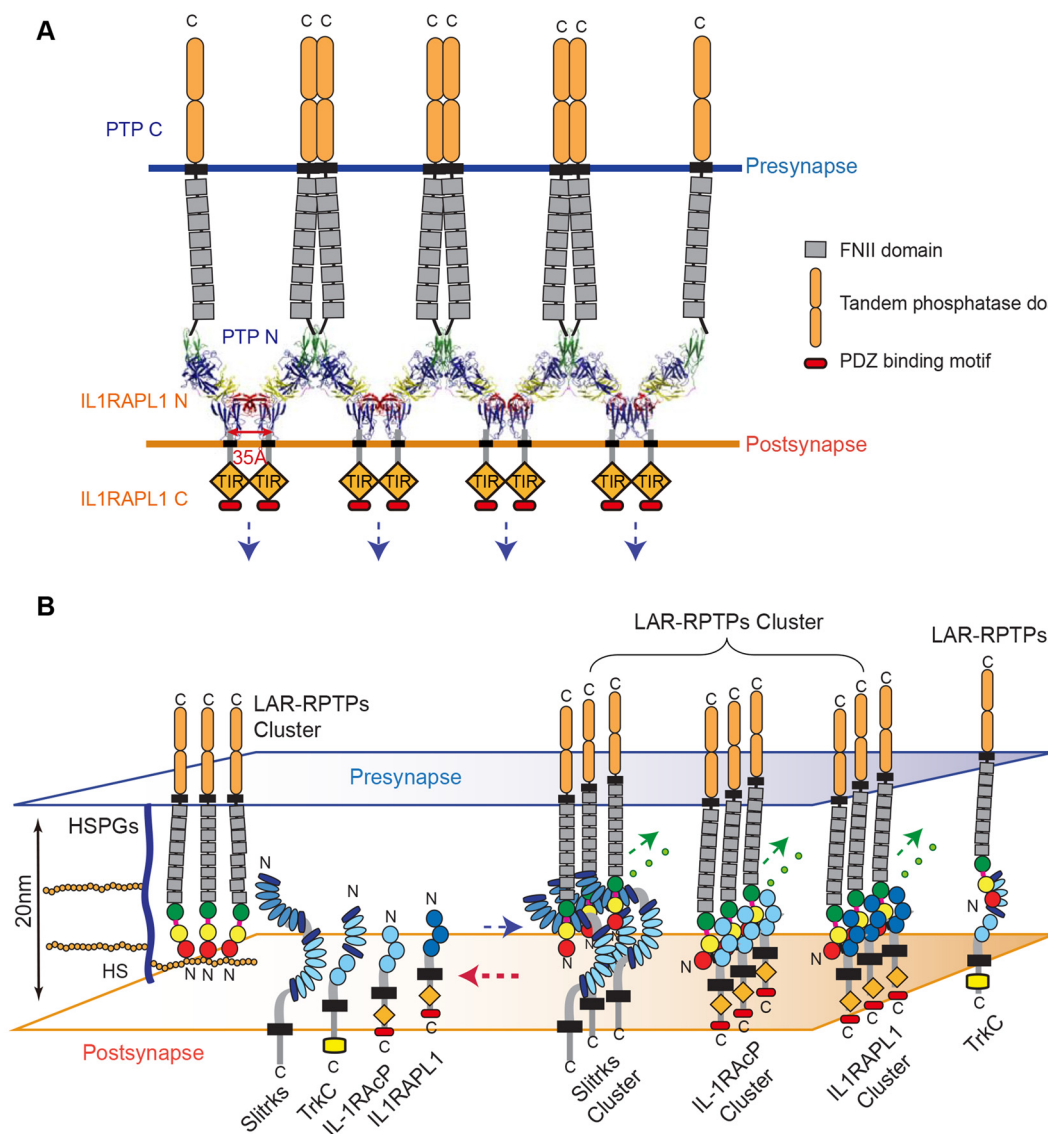 A
C
C C
C C
C C
C
PTP C
Presynapse
FNII domain
Tandem phosphatase do
PDZ binding motif
PTP N
IL1RAPL1 N
35Å
Postsynapse
TIR TIR TIR TIR TIR TIR TIR TIR
IL1RAPL1 C
B
LAR-RPTPs Cluster
LAR-RPTPs
C
C C C
LAR-RPTPs
Cluster
C C C
C C C
C C C
Presynapse
HSPGs
20nm
HS
N N N
N
N
N
N
N
N
N
N
N
Postsynapse
C
C
C
C
C C C
C C C
C C C
C
Slitrks
TrkC
IL-1RAcP
IL1RAPL1
Slitrks
Cluster
IL-1RAcP
Cluster
IL1RAPL1
Cluster
TrkC